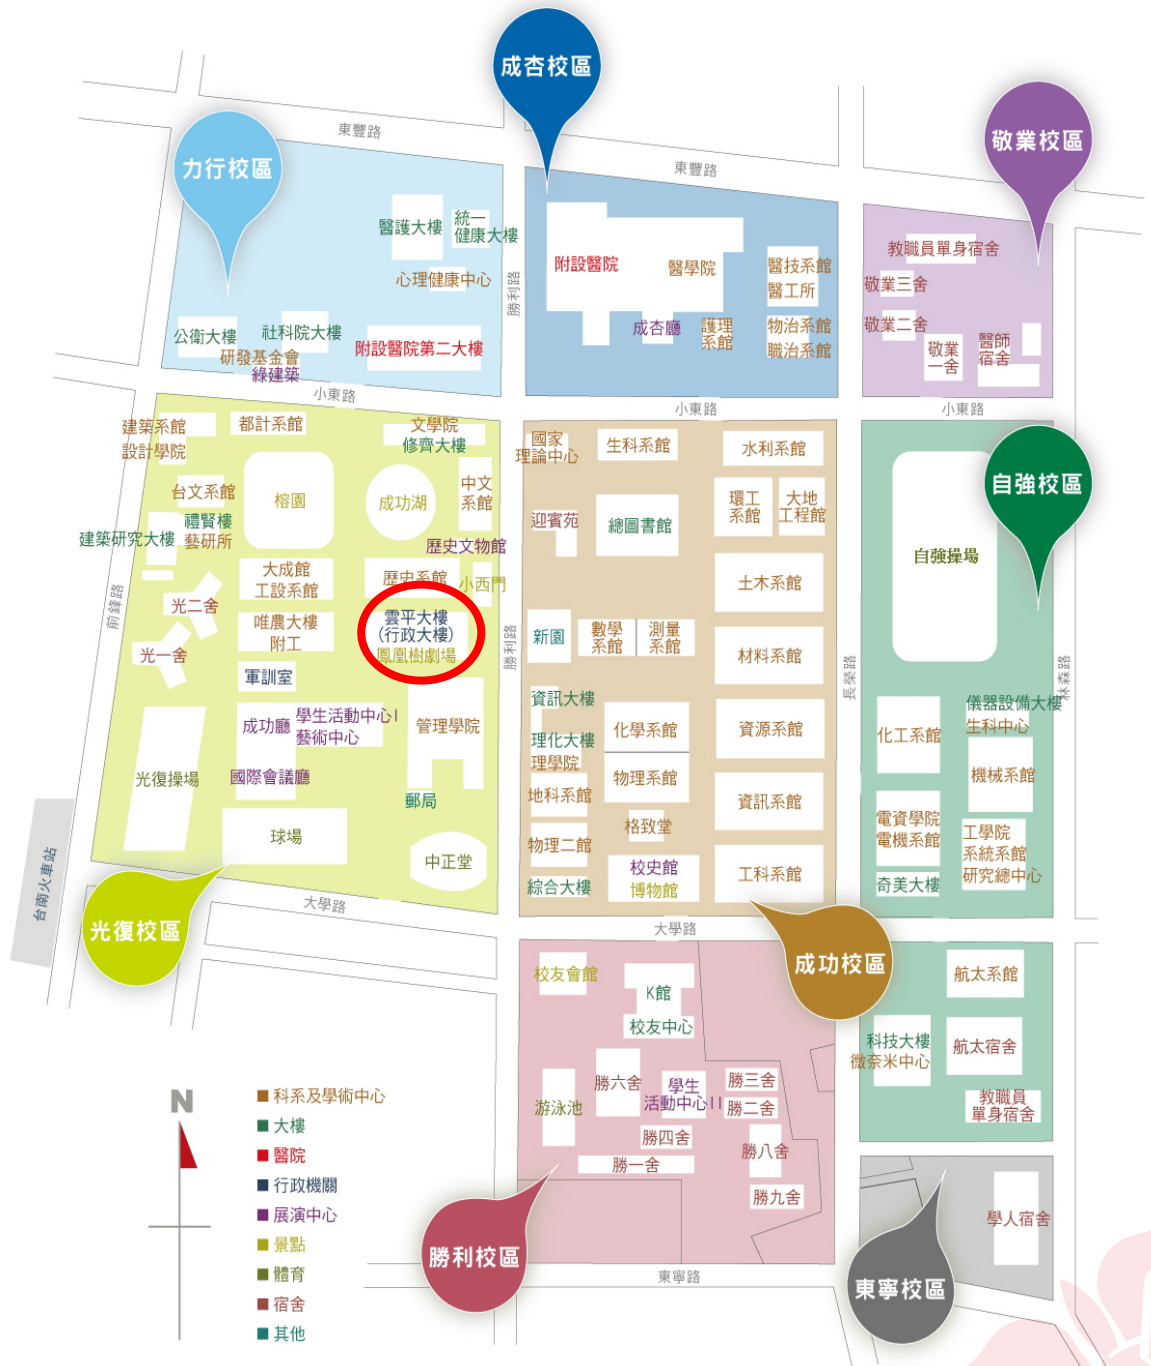 成杏校區
力行校區
敬業校區
東豐路
東豐路
醫護大樓
統一
健康大樓
心理健康中心
公衛大樓
社科院大樓
研發基金會
綠建築
附設醫院第二大樓
勝利路
附設醫院
醫學院
醫技系館
醫工所
成杏廳
護理
系館
物治系館
職治系館
教職員單身宿舍
敬業三舍
敬業二舍
敬業
一舍
醫師
宿舍
小東路
小東路
小東路
建築系館
設計學院
都計系館
文學院
修齊大樓
台文系館
榕園
成功湖
中文
系館
禮賢樓
藝研所
建築研究大樓
歷史文物館
大成館
工設系館
歷史系館
小西門
光二舍
唯農大樓
附工
雲平大樓
(行政大樓)
鳳凰樹劇場
前鋒路
光一舍
軍訓室
勝利路
成功廳
學生活動中心I
藝術中心
管理學院
光復操場
國際會議廳
郵局
球場
中正堂
台南火車站
光復校區
大學路
國家
理論中心
生科系館
水利系館
迎賓苑
總圖書館
環工
系館
大地
工程館
土木系館
新園
數學
系館
測量
系館
材料系館
資訊大樓
理化大樓
理學院
化學系館
資源系館
地科系館
物理系館
資訊系館
格致堂
物理二館
校史館
博物館
工科系館
綜合大樓
大學路
成功校區
長榮路
自強校區
自強操場
林森路
儀器設備大樓
生科中心
化工系館
機械系館
電資學院
電機系館
工學院
系統系館
研究總中心
奇美大樓
校友會館
K館
校友中心
勝六舍
學生
活動中心II
勝三舍
勝二舍
游泳池
勝四舍
勝一舍
勝八舍
勝九舍
勝利校區
東寧路
航太系館
科技大樓
微奈米中心
航太宿舍
教職員
單身宿舍
學人宿舍
東寧校區
N
科系及學術中心
大樓
醫院
行政機關
展演中心
景點
體育
宿舍
其他